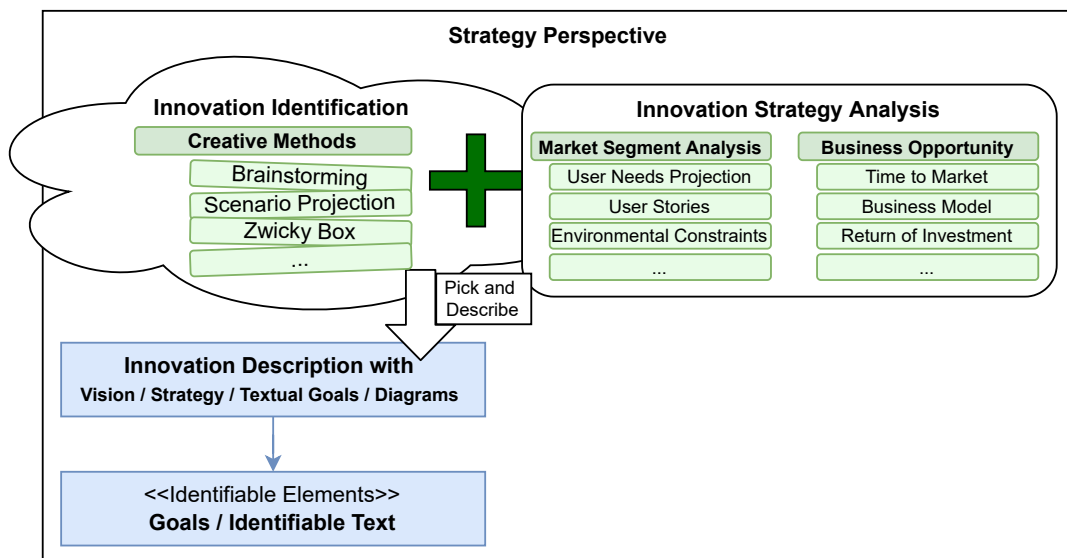 Strategy Perspective
Innovation Identification
Creative Methods
Brainstorming
Scenario Projection
Zwicky Box
...
Innovation Strategy Analysis
Market Segment Analysis
User Needs Projection
User Stories
Environmental Constraints
...
Business Opportunity
Time to Market
Business Model
Return of Investment
...
Pick and
Describe
Innovation Description with
Vision / Strategy / Textual Goals / Diagrams
<<Identifiable Elements>>
Goals / Identifiable Text